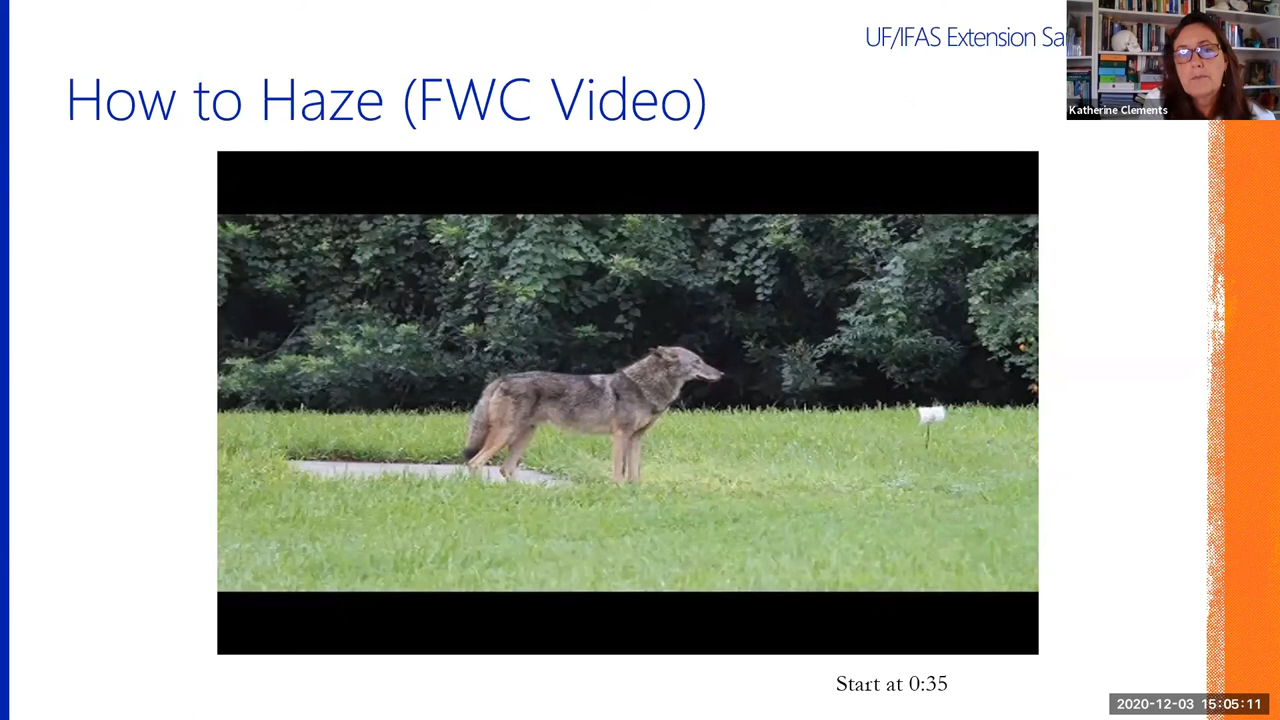 UF/IFAS Extension
How to Haze (FWC Video)
Katherine Clements
Start at 0:35
2020-12-03 15:05:11